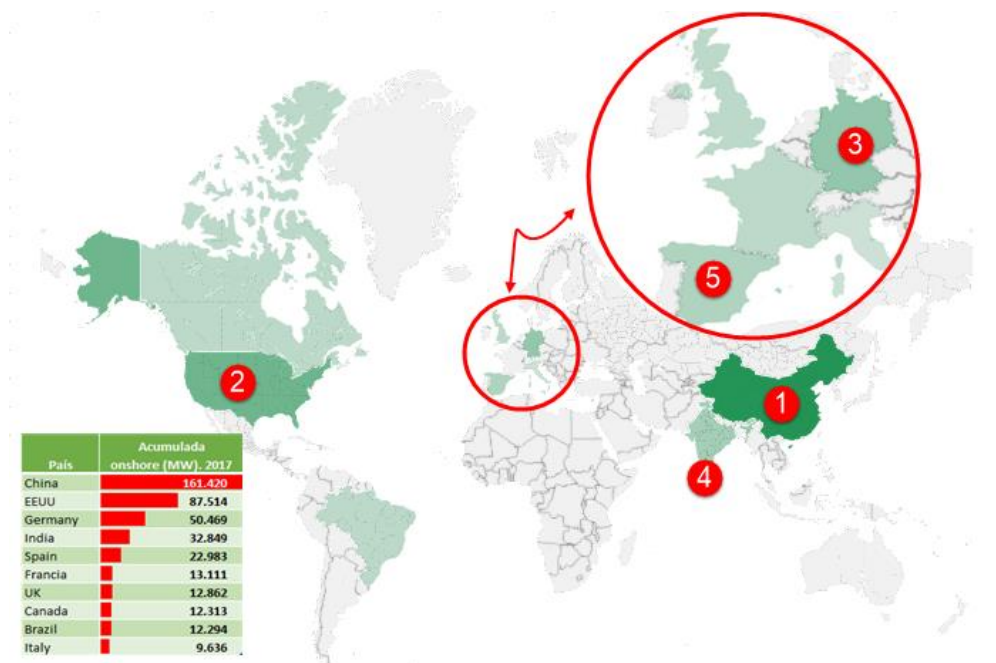 3
5
2
1
4
País Acumulada onshore (MW). 2017
China 161.420
EEUU 87.514
Germany 50.469
India 32.849
Spain 22.983
Francia 13.111
UK 12.862
Canada 12.313
Brazil 12.294
Italy 9.636